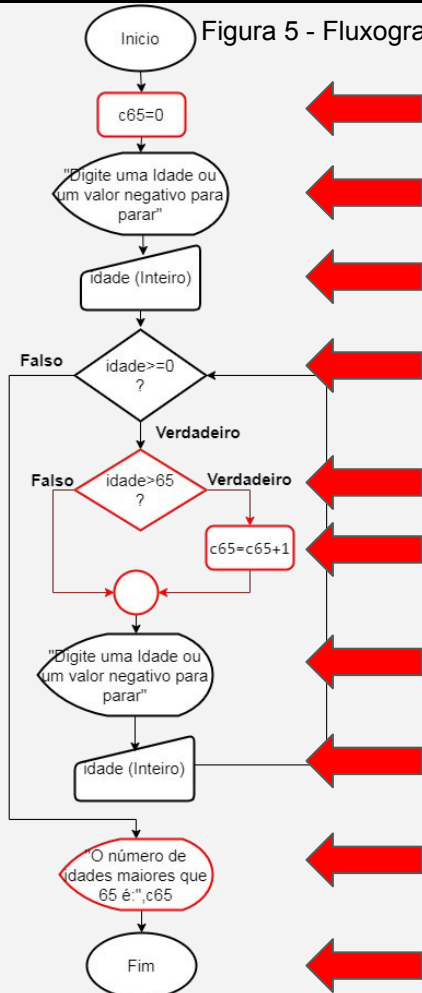 Inicio
Figura 5 - Fluxogra
c65=0
"Digite uma Idade ou
um valor negativo para
parar"
idade (Inteiro)
Falso
idade>=0
?
Verdadeiro
Falso
idade>65
?
Verdadeiro
c65=c65+1
"Digite uma Idade ou
um valor negativo para
parar"
idade (Inteiro)
"O número de
idades maiores que
65 é:",c65
Fim